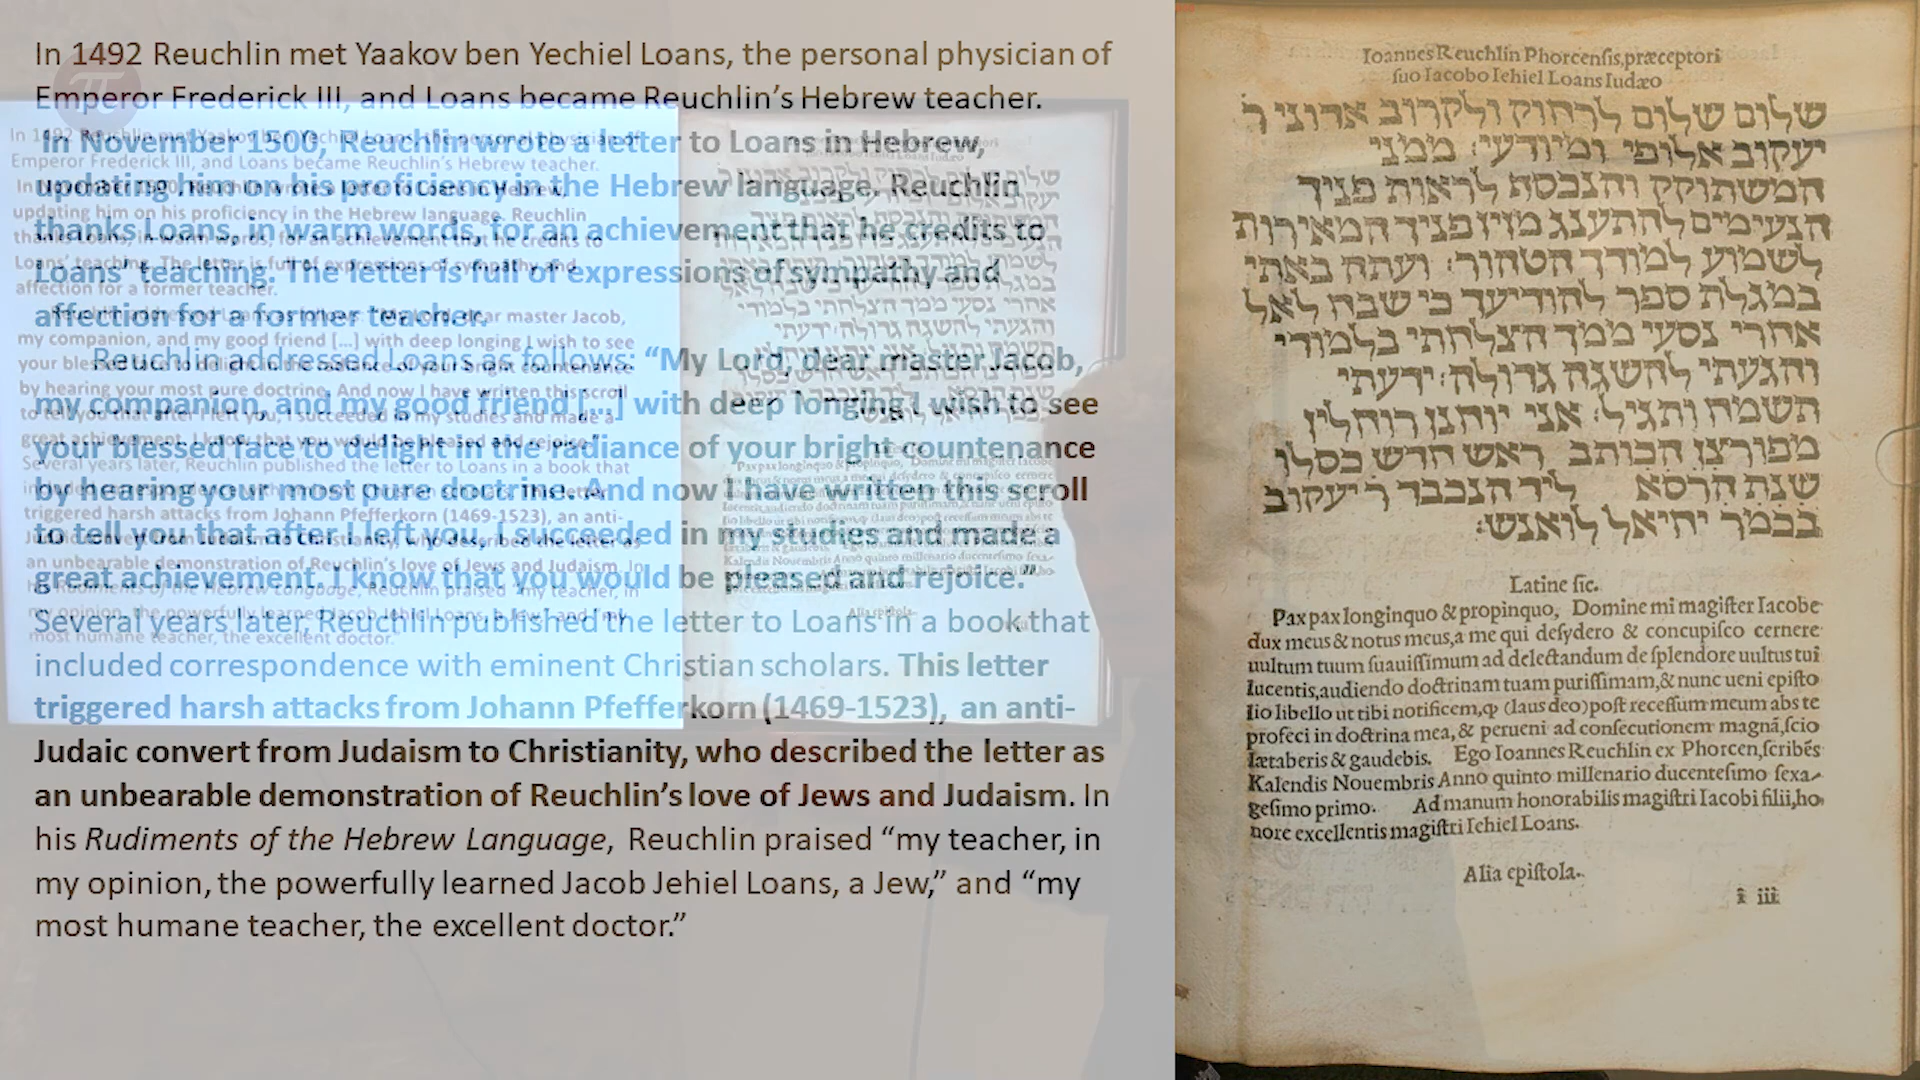 In 1492 Reuchlin met Yaakov ben Yechiel Loans, the personal physician of
Emperor Frederick III, and Loans became Reuchlin’s Hebrew teacher.
In November 1500, Reuchlin wrote a letter to Loans in Hebrew,
updating him on his proficiency in the Hebrew language. Reuchlin
thanks Loans, in warm words, for an achievement that he credits to
Loans’ teaching. The letter is full of expressions of sympathy and
affection for a former teacher.
Reuchlin addressed Loans as follows: “My Lord, dear master Jacob,
my companion, and my good friend [...] with deep longing I wish to see
your blessed face to delight in the radiance of your bright countenance
by hearing your most pure doctrine. And now I have written this scroll
to tell you that after I left you, I succeeded in my studies and made a
great achievement. I know that you would be pleased and rejoice.”
Several years later, Reuchlin published the letter to Loans in a book that
included correspondence with eminent Christian scholars. This letter
triggered harsh attacks from Johann Pfefferkorn (1469-1523), an anti-
Judaic convert from Judaism to Christianity, who described the letter as
an unbearable demonstration of Reuchlin’s love of Jews and Judaism. In
his Rudiments of the Hebrew Language, Reuchlin praised “my teacher, in
my opinion, the powerfully learned Jacob Jehiel Loans, a Jew,” and “my
most humane teacher, the excellent doctor.”
Ioannes Reuchlin Phorcenſis, præceptori
ſuo Iacobo Iehiel Loans Iudæo
שלום שלום לרחוק ולקרוב אדוני ר
יעקוב אלופי ומיודעי: ממני
המשתוקק והנכסף לראות פניך
הנעימים להתענג מזיו פניך המאירות
לשמוע למודך הטהור: ועתה באתי
במגלת ספר להודיעך כי שבח לאל
אחרי נסעי ממך הצלחתי בלמודי
והגעתי להשגה גדולה: ידעתי
תשמח ותגיל: אני יוחנן רוחלין
מפורצן הכותב ראש חדש כסלו
שנת הרסא ליד הנכבד ר יעקוב
בכמר יחיאל לואנש:
Latine ſic.
Pax pax longinquo & propinquo, Domine mi magiſter Iacobe
dux meus & notus meus, a me qui deſydero & concupiſco cernere
uultum tuum ſuauiſſimum ad delectandum de ſplendore uultus tui
lucentis, audiendo doctrinam tuam puriſſimam, & nunc ueni epiſto
lio libello ut tibi notificem, ꝙ (laus deo) poſt receſſum meum abs te
profeci in doctrina mea, & perueni ad conſecutionem magnā, ſcio
lætaberis & gaudebis. Ego Ioannes Reuchlin ex Phorcen, ſcribēs
Kalendis Nouembris Anno quinto millenario ducenteſimo ſexa-
geſimo primo. Ad manum honorabilis magiſtri Iacobi filii, ho-
nore excellentis magiſtri Iehiel Loans.
Alia epiſtola.
i iii